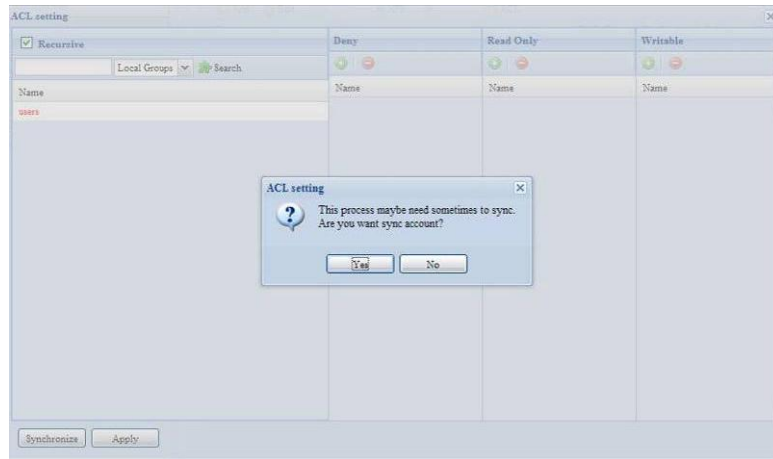 ACL setting
Recursive
Deny
Read Only
Writable
Local Groups
Search
Name
Name
Name
Name
users
ACL setting
This process maybe need sometimes to sync.
Are you want sync account?
Yes
No
Synchronize
Apply